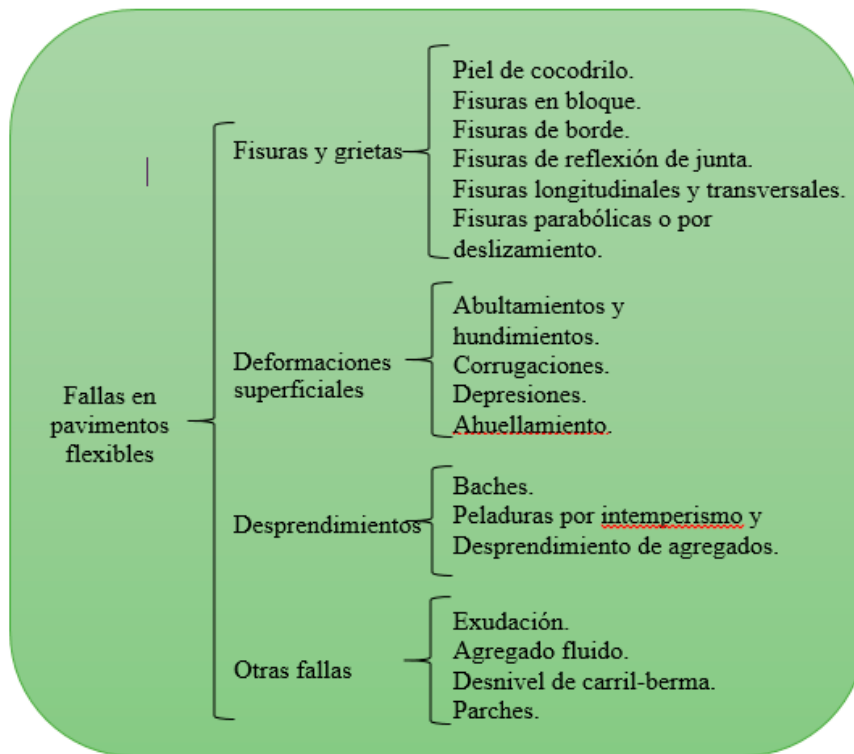 Fallas en
pavimentos
flexibles
Fisuras y grietas
Piel de cocodrilo.
Fisuras en bloque.
Fisuras de borde.
Fisuras de reflexión de junta.
Fisuras longitudinales y transversales.
Fisuras parabólicas o por
deslizamiento.
Deformaciones
superficiales
Abultamientos y
hundimientos.
Corrugaciones.
Depresiones.
Ahuellamiento.
Desprendimientos
Baches.
Peladuras por intemperismo y
Desprendimiento de agregados.
Otras fallas
Exudación.
Agregado fluido.
Desnivel de carril-berma.
Parches.